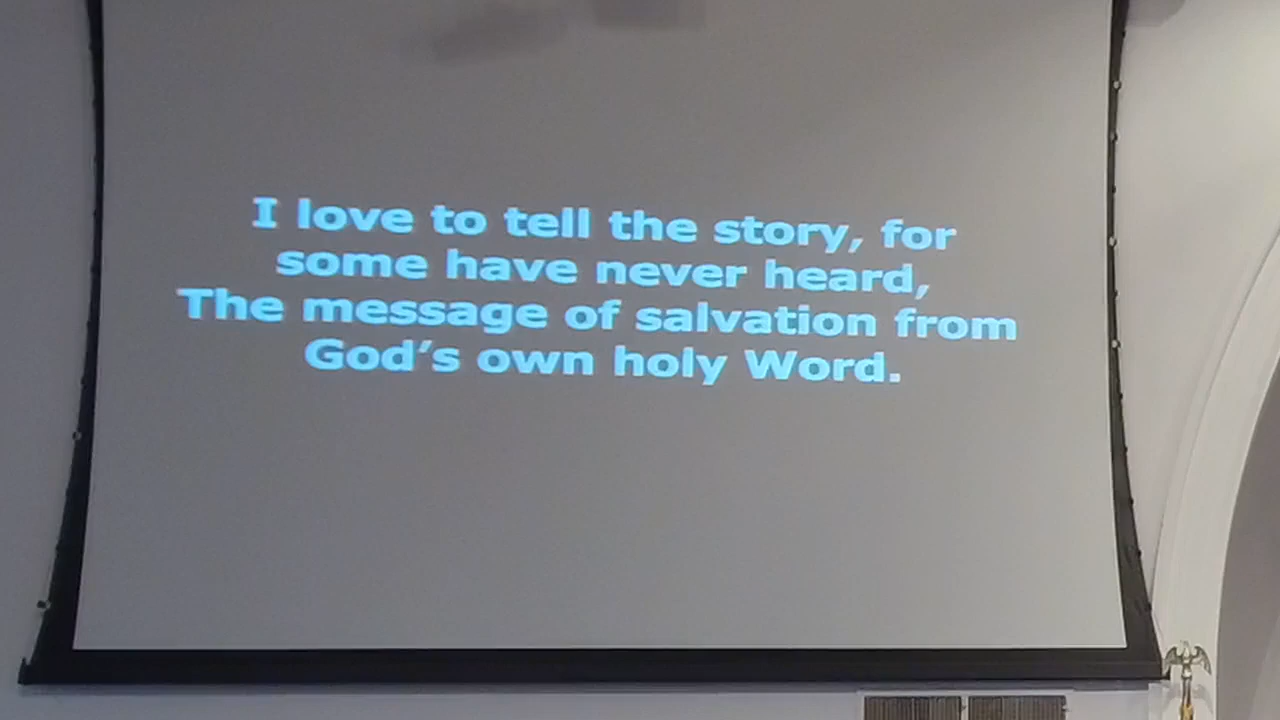 I love to tell the story, for
some have never heard,
The message of salvation from
God’s own holy Word.